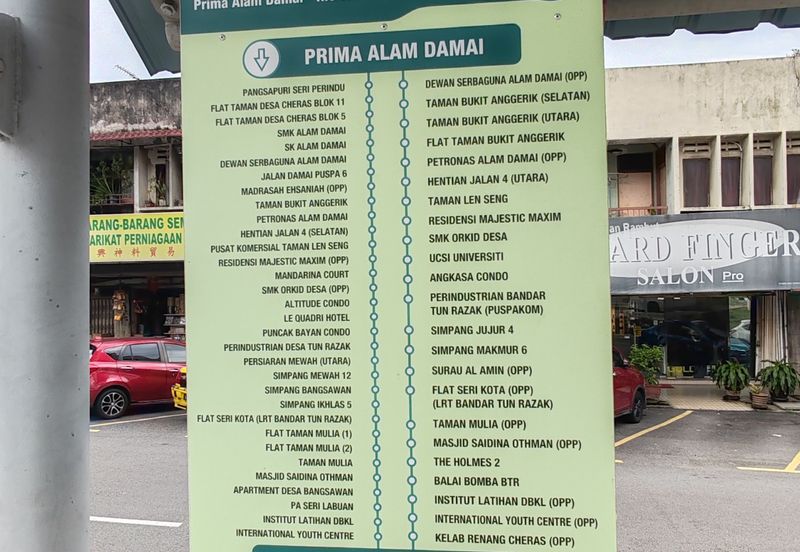 Prima Alam Damai
PRIMA ALAM DAMAI
PANGSAPURI SERI PERINDU
FLAT TAMAN DESA CHERAS BLOK 11
FLAT TAMAN DESA CHERAS BLOK 5
SMK ALAM DAMAI
SK ALAM DAMAI
DEWAN SERBAGUNA ALAM DAMAI
JALAN DAMAI PUSPA 6
MADRASAH EHSANIAH (OPP)
TAMAN BUKIT ANGGERIK
PETRONAS ALAM DAMAI
HENTIAN JALAN 4 (SELATAN)
PUSAT KOMERSIAL TAMAN LEN SENG
RESIDENSI MAJESTIC MAXIM (OPP)
MANDARINA COURT
SMK ORKID DESA (OPP)
ALTITUDE CONDO
LE QUADRI HOTEL
PUNCAK BAYAN CONDO
PERINDUSTRIAN DESA TUN RAZAK
PERSIARAN MEWAH (UTARA)
SIMPANG MEWAH 12
SIMPANG BANGSAWAN
SIMPANG IKHLAS 5
FLAT SERI KOTA (LRT BANDAR TUN RAZAK)
FLAT TAMAN MULIA (1)
FLAT TAMAN MULIA (2)
TAMAN MULIA
MASJID SAIDINA OTHMAN
APARTMENT DESA BANGSAWAN
PA SERI LABUAN
INSTITUT LATIHAN DBKL
INTERNATIONAL YOUTH CENTRE
DEWAN SERBAGUNA ALAM DAMAI (OPP)
TAMAN BUKIT ANGGERIK (SELATAN)
TAMAN BUKIT ANGGERIK (UTARA)
FLAT TAMAN BUKIT ANGGERIK
PETRONAS ALAM DAMAI (OPP)
HENTIAN JALAN 4 (UTARA)
TAMAN LEN SENG
RESIDENSI MAJESTIC MAXIM
SMK ORKID DESA
UCSI UNIVERSITI
ANGKASA CONDO
PERINDUSTRIAN BANDAR
TUN RAZAK (PUSPAKOM)
SIMPANG JUJUR 4
SIMPANG MAKMUR 6
SURAU AL AMIN (OPP)
FLAT SERI KOTA (OPP)
(LRT BANDAR TUN RAZAK)
TAMAN MULIA (OPP)
MASJID SAIDINA OTHMAN (OPP)
THE HOLMES 2
BALAI BOMBA BTR
INSTITUT LATIHAN DBKL (OPP)
INTERNATIONAL YOUTH CENTRE (OPP)
KELAB RENANG CHERAS (OPP)
ARANG-BARANG SEM
ARIKAT PERNIAGAAN
興神料貿易
ARD FINGER
SALON Pro